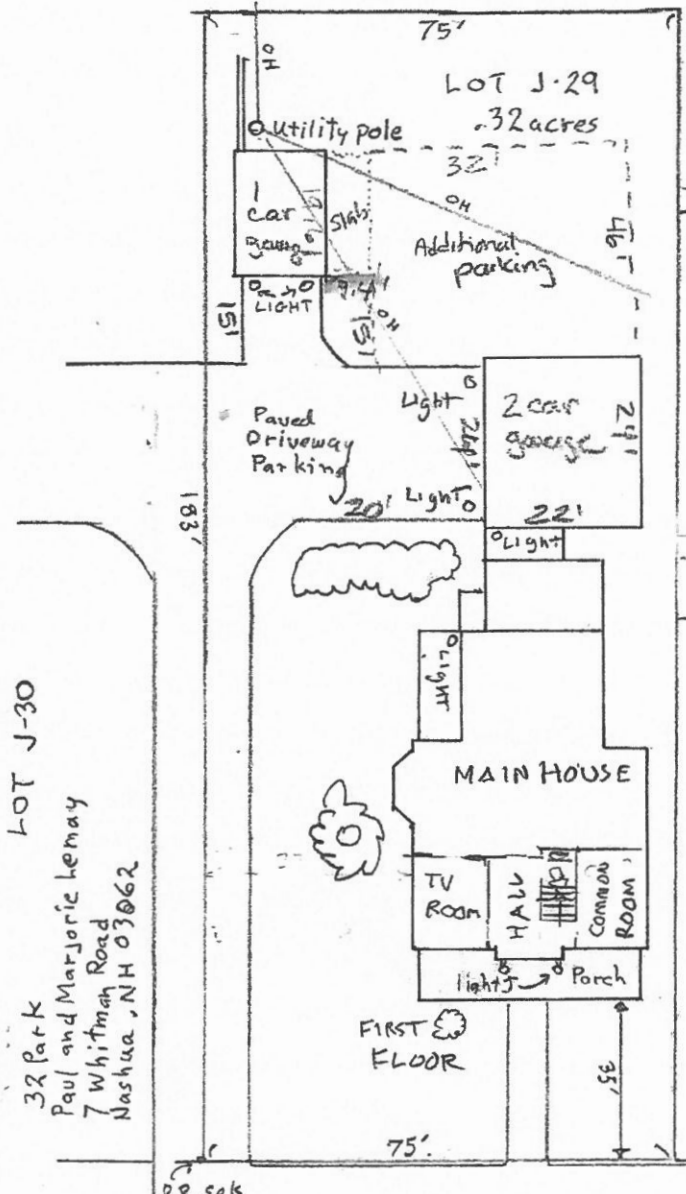 75'
OH
LOT J-29
.32 acres
utility pole
32'
1
car
Slab
OH
46'
Additional
parking
9.4'
LIGHT
15'
15'
OH
Light
2 car
garage
24'
Paved
Driveway
Parking
Light
20'
22'
Light
183'
Light
MAIN HOUSE
TV
ROOM
HALL
COMMON
ROOM
lights
Porch
FIRST
FLOOR
35'
75'
LOT J-30
32 Park
Paul and Marjorie Lemay
7 Whitman Road
Nashua, NH 03062